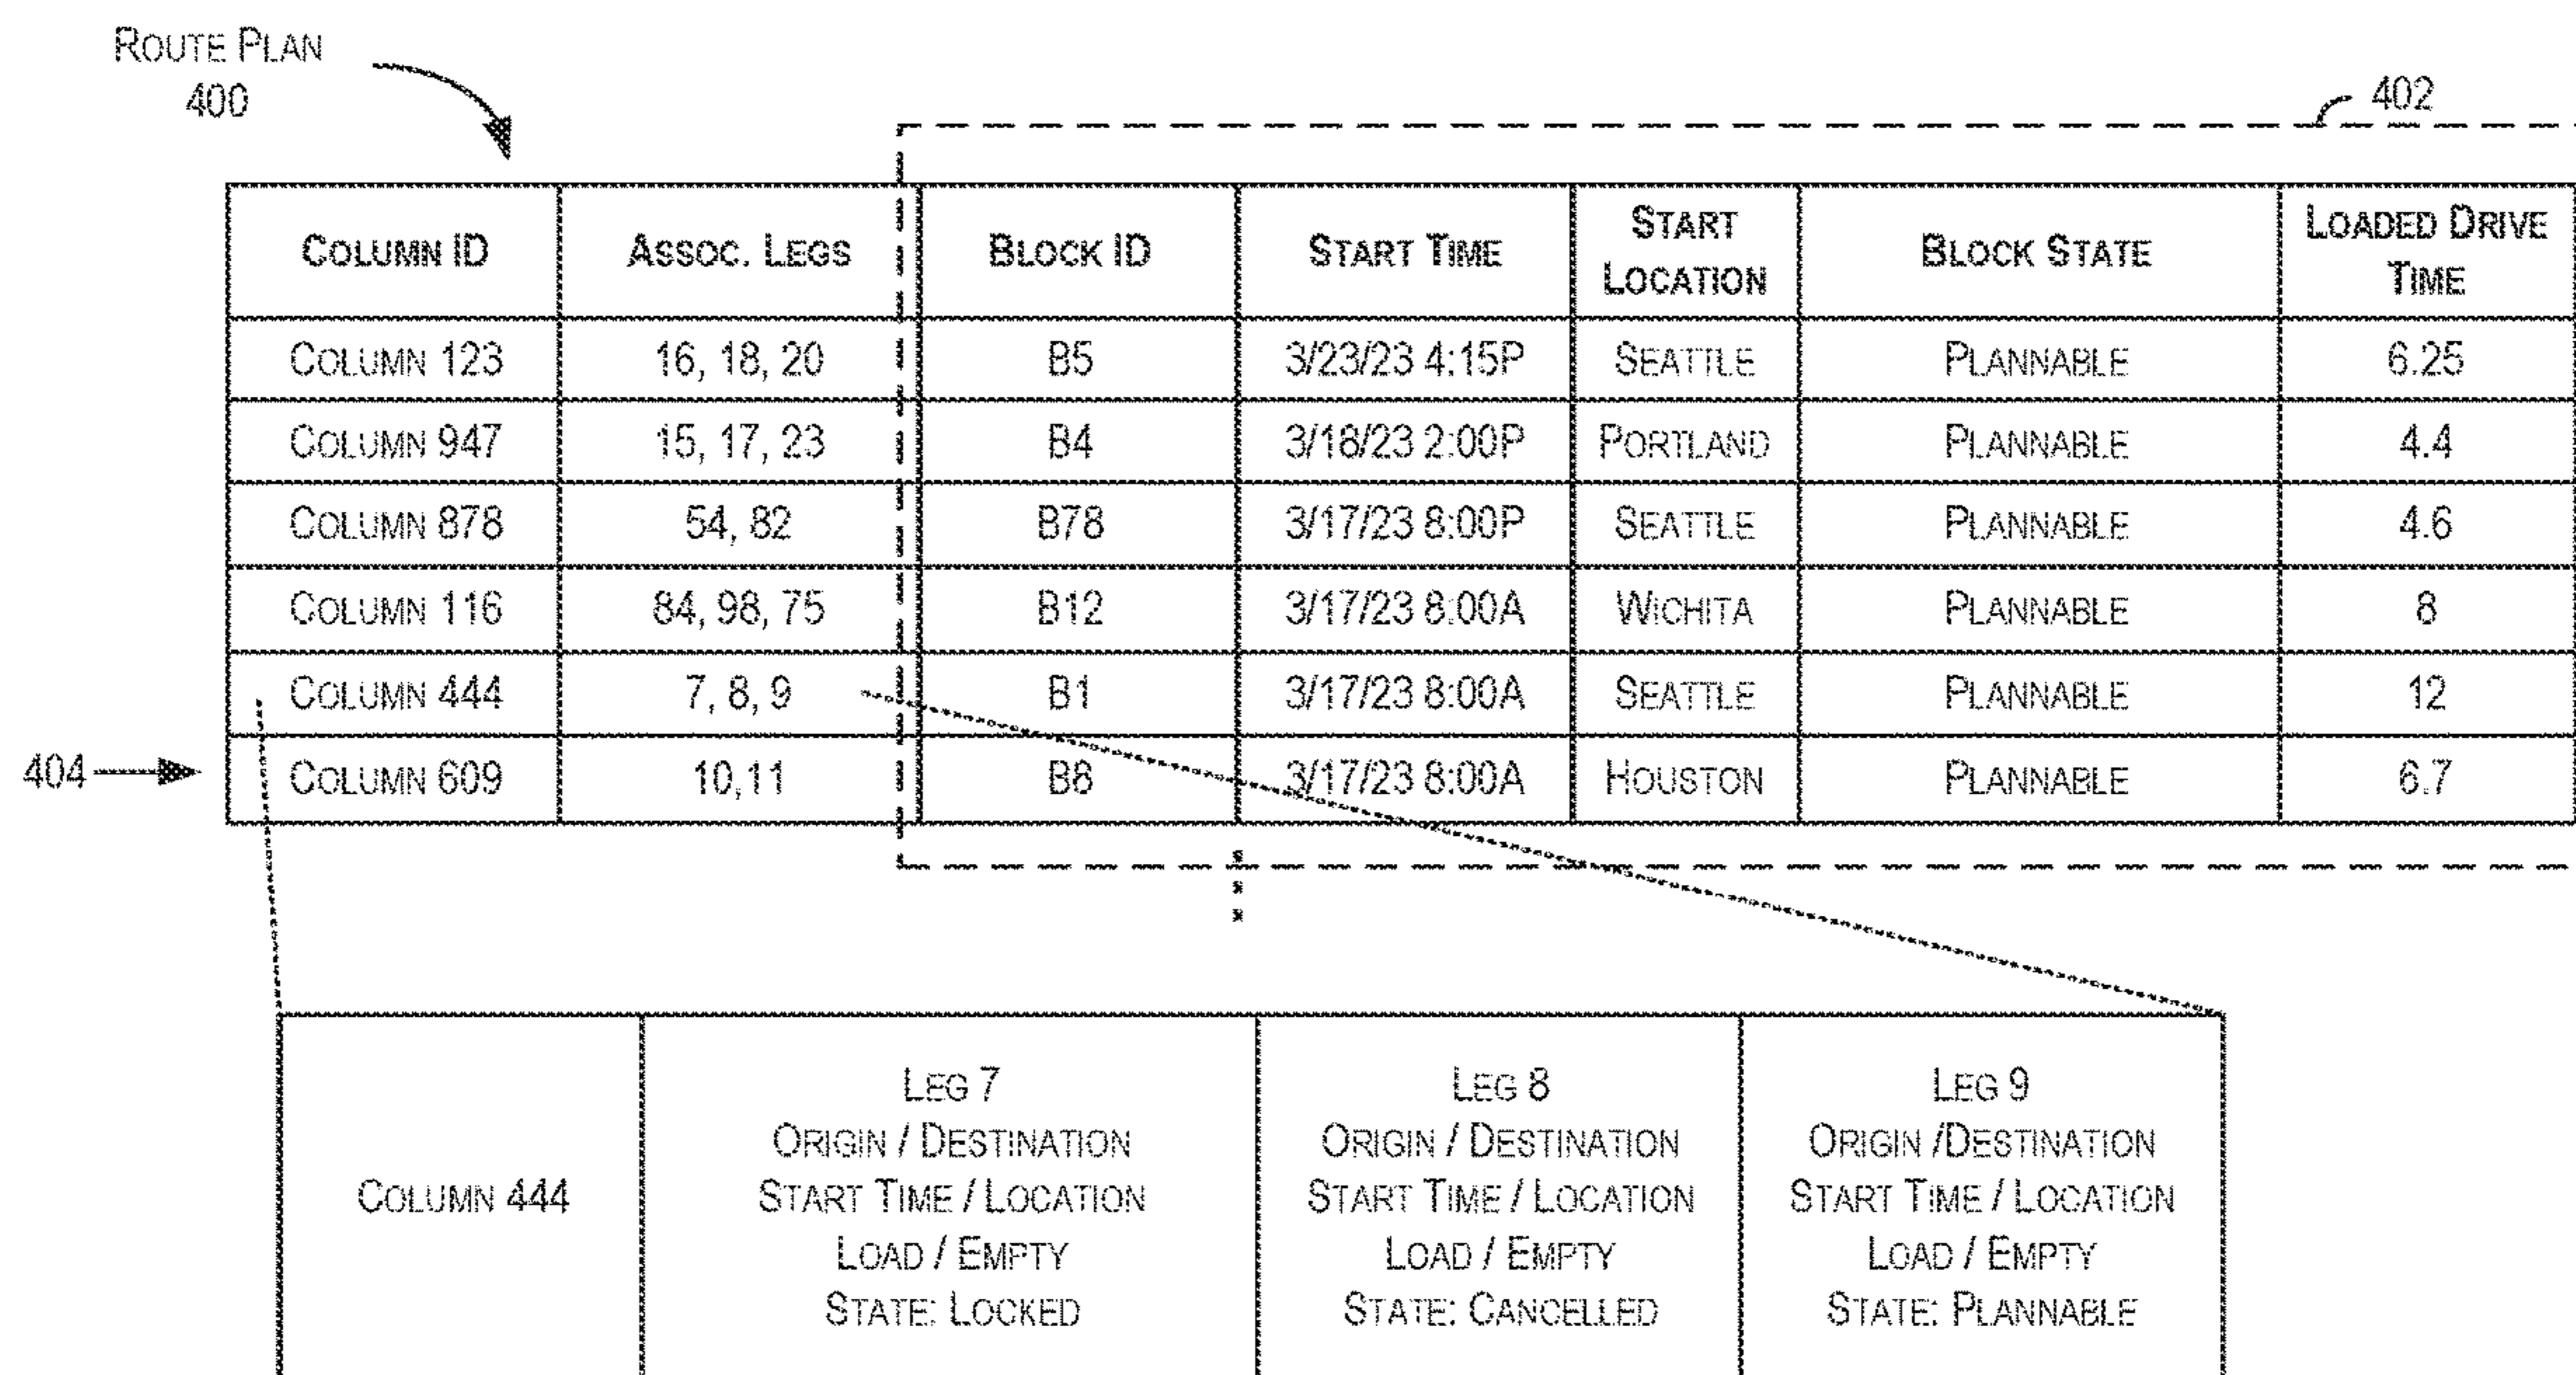 ROUTE PLAN
400
402
COLUMN ID ASSOC. LEGS BLOCK ID START TIME START LOCATION BLOCK STATE LOADED DRIVE TIME
COLUMN 123 16, 18, 20 B5 3/23/23 4:15P SEATTLE PLANNABLE 6.25
COLUMN 947 15, 17, 23 B4 3/18/23 2:00P PORTLAND PLANNABLE 4.4
COLUMN 878 54, 82 B78 3/17/23 8:00P SEATTLE PLANNABLE 4.6
COLUMN 116 84, 98, 75 B12 3/17/23 8:00A WICHITA PLANNABLE 8
COLUMN 444 7, 8, 9 B1 3/17/23 8:00A SEATTLE PLANNABLE 12
404 COLUMN 609 10,11 B8 3/17/23 8:00A HOUSTON PLANNABLE 6.7
COLUMN 444
LEG 7
ORIGIN / DESTINATION
START TIME / LOCATION
LOAD / EMPTY
STATE: LOCKED
LEG 8
ORIGIN / DESTINATION
START TIME / LOCATION
LOAD / EMPTY
STATE: CANCELLED
LEG 9
ORIGIN /DESTINATION
START TIME / LOCATION
LOAD / EMPTY
STATE: PLANNABLE